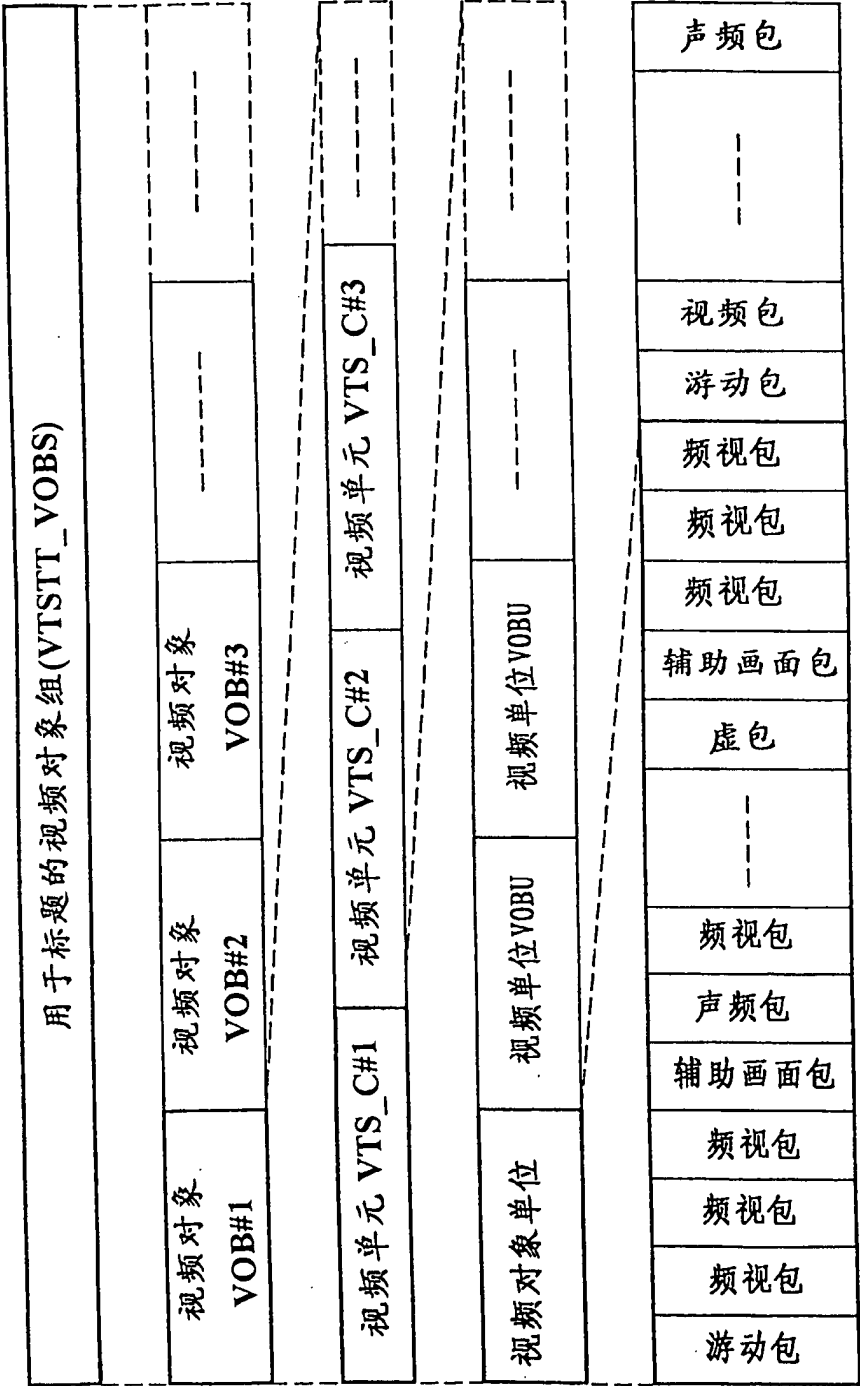 用于标题的视频对象组(VTSTT_VOBS)
视频对象
VOB#1
视频对象
VOB#2
视频对象
VOB#3
视频单元 VTS_C#1
视频单元 VTS_C#2
视频单元 VTS_C#3
视频对象单位
视频单位VOBU
视频单位VOBU
声频包
视频包
游动包
频视包
频视包
频视包
辅助画面包
虚包
频视包
声频包
辅助画面包
频视包
频视包
频视包
游动包